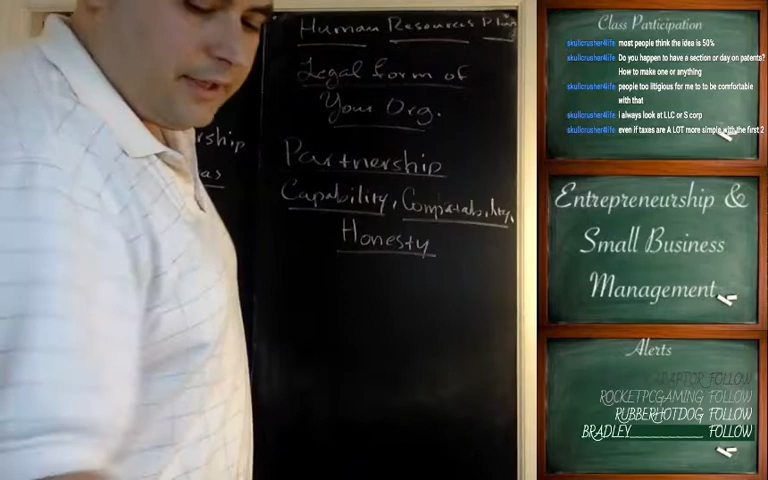 Human Resources Plng
Legal form of
Your Org.
Partnership
Capability, Compatability,
Honesty
rship
as
Class Participation
skullcrusher4life most people think the idea is 50%
skullcrusher4life Do you happen to have a section or day on patents?
How to make one or anything
skullcrusher4life people too litigious for me to to be comfortable
with that
skullcrusher4life I always look at LLC or S corp
skullcrusher4life even if taxes are A LOT more simple with the first 2
Entrepreneurship &
Small Business
Management
Alerts
RAPTOR FOLLOW
ROCKETPCGAMING FOLLOW
RUBBERHOTDOG FOLLOW
BRADLEY______________ FOLLOW